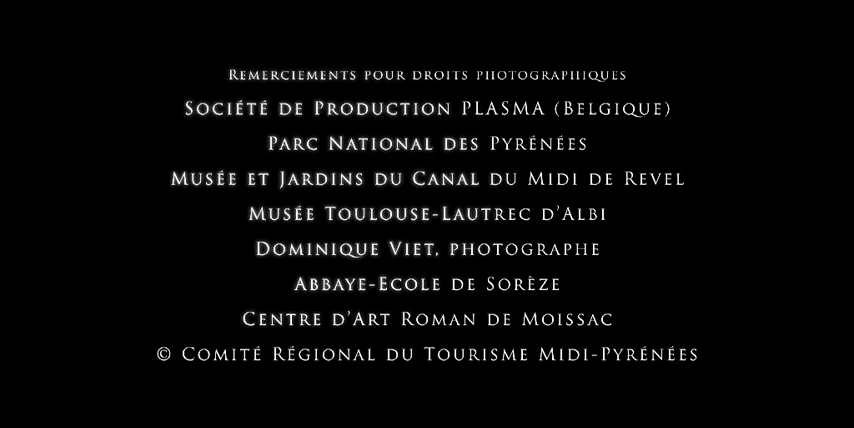 Remerciements pour droits photographiques
Société de Production PLASMA (Belgique)
Parc National des Pyrénées
Musée et Jardins du Canal du Midi de Revel
Musée Toulouse-Lautrec d'Albi
Dominique Viet, photographe
Abbaye-Ecole de Sorèze
Centre d'Art Roman de Moissac
© Comité Régional du Tourisme Midi-Pyrénées